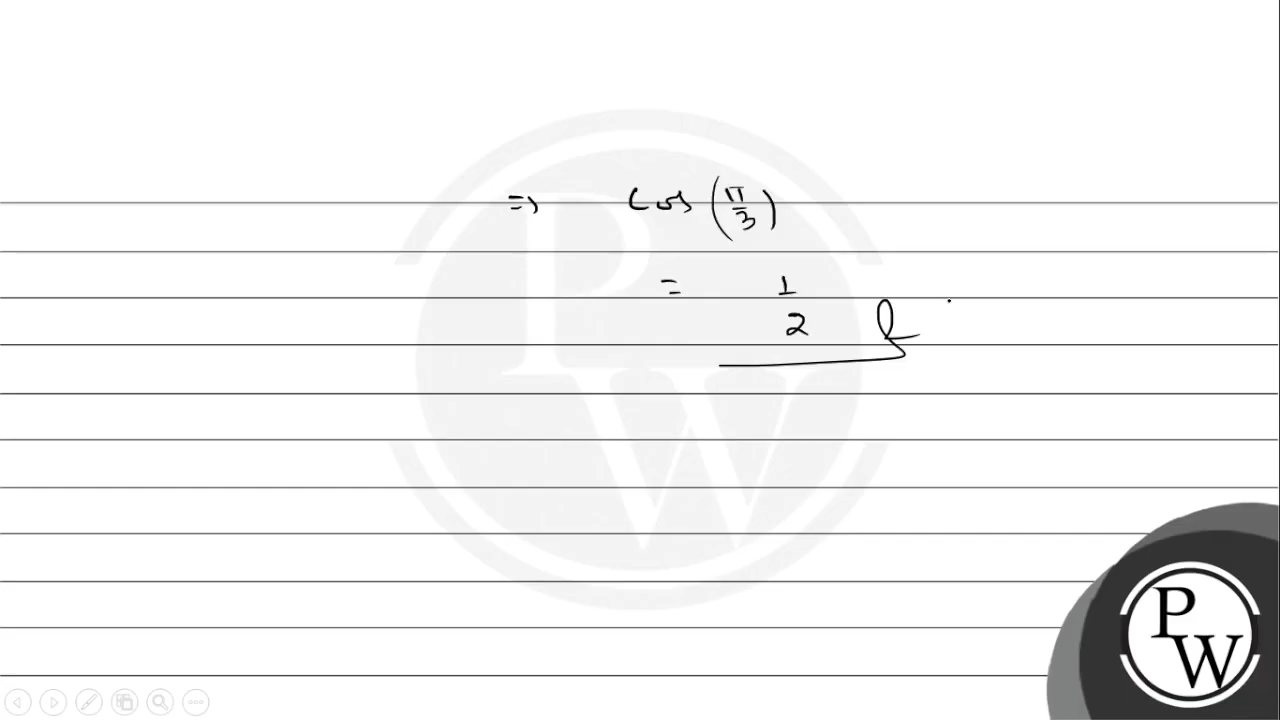 => cos (π/3)
= 1/2
P
W
P
W